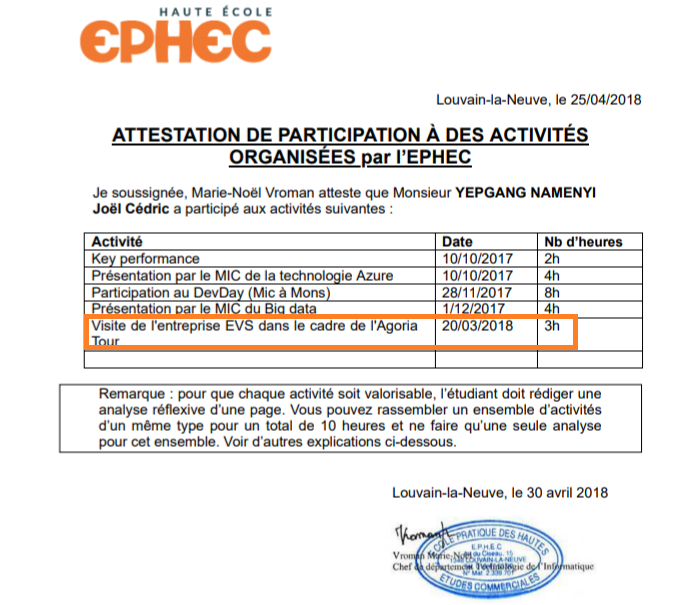 HAUTE ÉCOLE
EPHEC
Louvain-la-Neuve, le 25/04/2018
ATTESTATION DE PARTICIPATION À DES ACTIVITÉS
ORGANISÉES par l'EPHEC
Je soussignée, Marie-Noël Vroman atteste que Monsieur YEPGANG NAMENYI
Joël Cédric a participé aux activités suivantes :
Activité Date Nb d'heures
Key performance 10/10/2017 2h
Présentation par le MIC de la technologie Azure 10/10/2017 4h
Participation au DevDay (Mic à Mons) 28/11/2017 8h
Présentation par le MIC du Big data 1/12/2017 4h
Visite de l'entreprise EVS dans le cadre de l'Agoria 20/03/2018 3h
Tour
Remarque : pour que chaque activité soit valorisable, l'étudiant doit rédiger une
analyse réflexive d'une page. Vous pouvez rassembler un ensemble d'activités
d'un même type pour un total de 10 heures et ne faire qu'une seule analyse
pour cet ensemble. Voir d'autres explications ci-dessous.
Louvain-la-Neuve, le 30 avril 2018
Vroman
ÉCOLE PRATIQUE DES HAUTES
E.P.H.E.C
Vroman Marie-Noël
Chef de département Technologie de l'Informatique
ETUDES COMMERCIALES